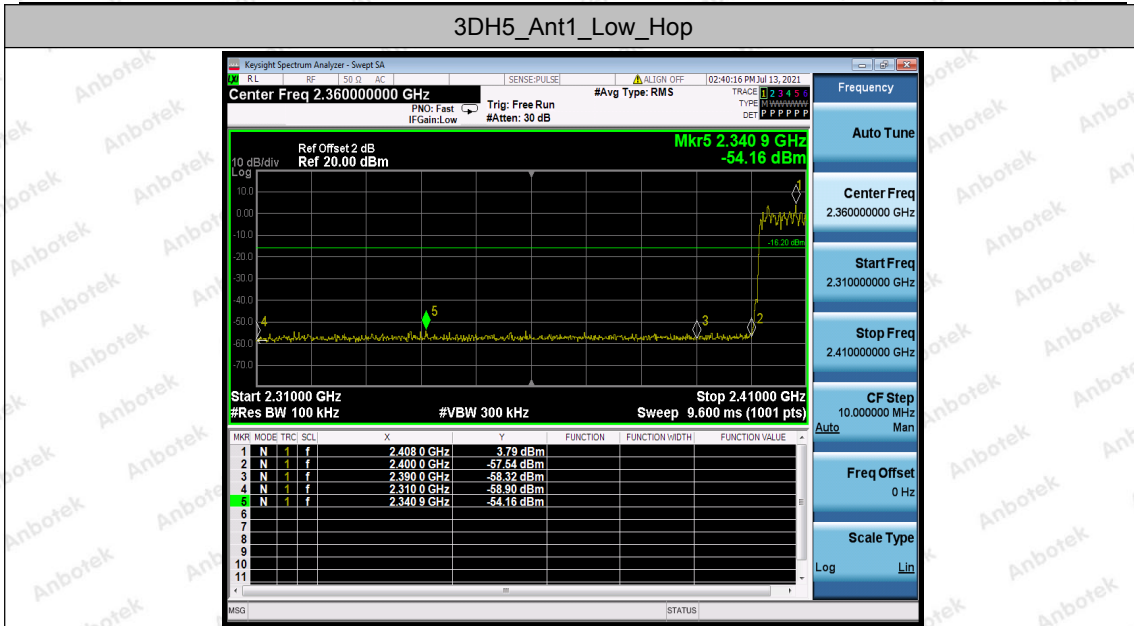 3DH5_Ant1_Low_Hop
Keysight Spectrum Analyzer - Swept SA
RL RF 50 Ω AC SENSE:PULSE ALIGN OFF 02:40:16 PM Jul 13, 2021
Center Freq 2.360000000 GHz
PNO: Fast
IFGain:Low
Trig: Free Run
#Atten: 30 dB
#Avg Type: RMS
TRACE 1 2 3 4 5 6
TYPE M WWWWW
DET P P P P P P
Mkr5 2.340 9 GHz
-54.16 dBm
Ref Offset 2 dB
10 dB/div Ref 20.00 dBm
Log
10.0
0.00
-10.0
-20.0
-30.0
-40.0
-50.0
-60.0
-70.0
-16.20 dBm
1
2
3
4
5
Start 2.31000 GHz Stop 2.41000 GHz
#Res BW 100 kHz #VBW 300 kHz Sweep 9.600 ms (1001 pts)
MKR MODE TRC SCL X Y FUNCTION FUNCTION WIDTH FUNCTION VALUE
1 N 1 f 2.408 0 GHz 3.79 dBm
2 N 1 f 2.400 0 GHz -57.54 dBm
3 N 1 f 2.390 0 GHz -58.32 dBm
4 N 1 f 2.310 0 GHz -58.90 dBm
5 N 1 f 2.340 9 GHz -54.16 dBm
6
7
8
9
10
11
MSG STATUS
Frequency
Auto Tune
Center Freq
2.360000000 GHz
Start Freq
2.310000000 GHz
Stop Freq
2.410000000 GHz
CF Step
10.000000 MHz
Auto Man
Freq Offset
0 Hz
Scale Type
Log Lin
Anbotek